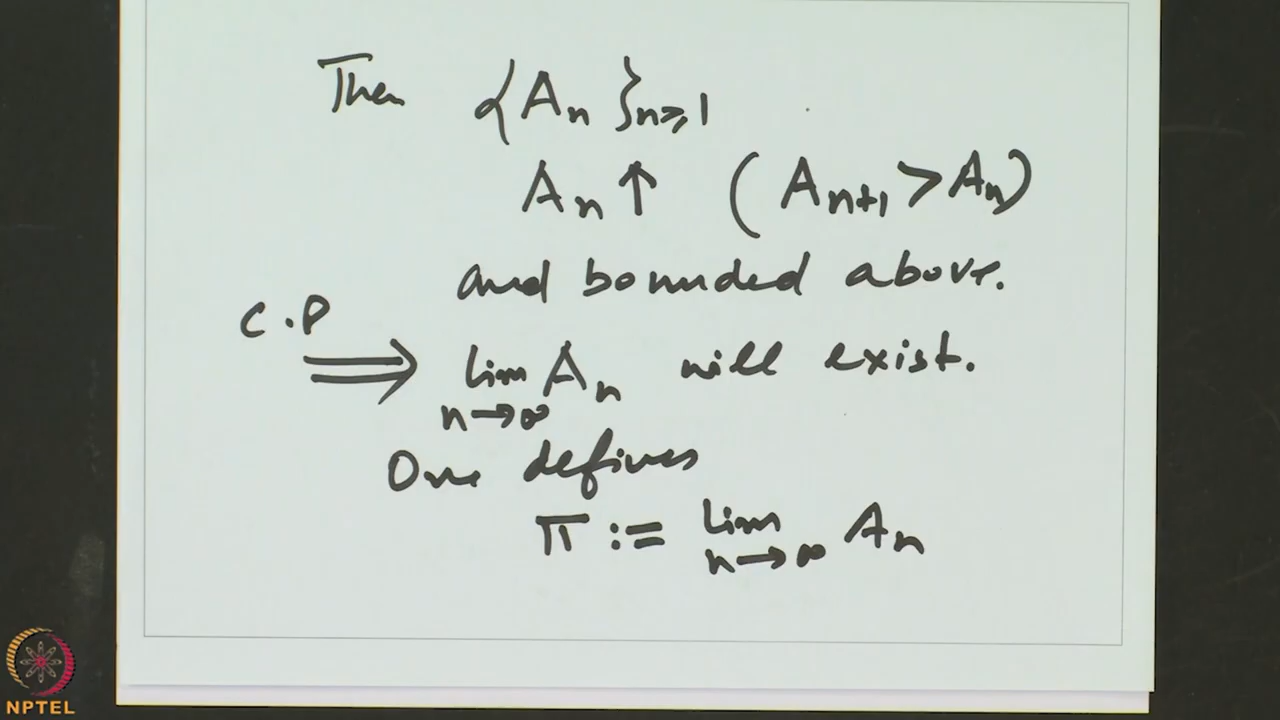 Then {A_n}_{n≥1}
A_n ↑ (A_{n+1} > A_n)
and bounded above.
C.P
⟹ lim_{n→∞} A_n will exist.
One defines
π := lim_{n→∞} A_n
NPTEL